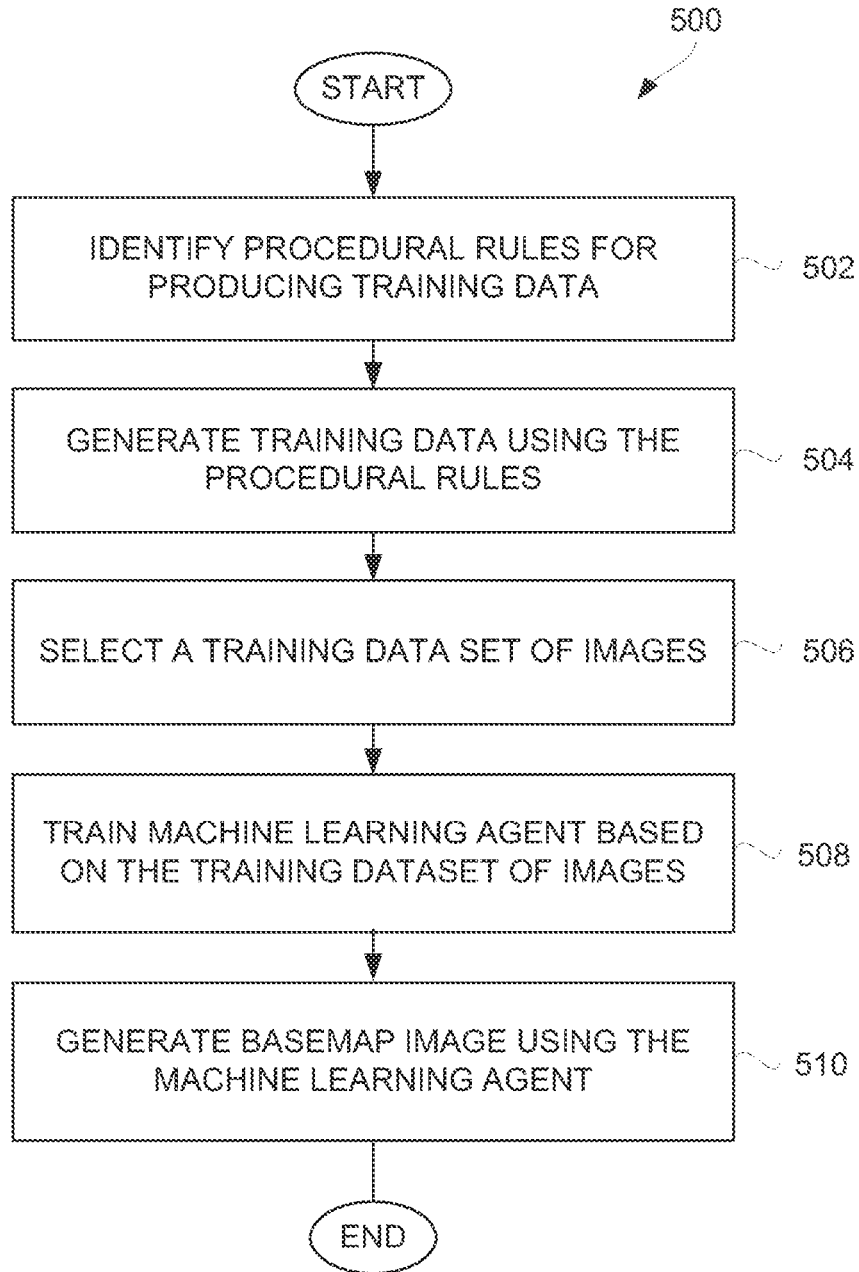 500
START
IDENTIFY PROCEDURAL RULES FOR
PRODUCING TRAINING DATA
502
GENERATE TRAINING DATA USING THE
PROCEDURAL RULES
504
SELECT A TRAINING DATA SET OF IMAGES
506
TRAIN MACHINE LEARNING AGENT BASED
ON THE TRAINING DATASET OF IMAGES
508
GENERATE BASEMAP IMAGE USING THE
MACHINE LEARNING AGENT
510
END